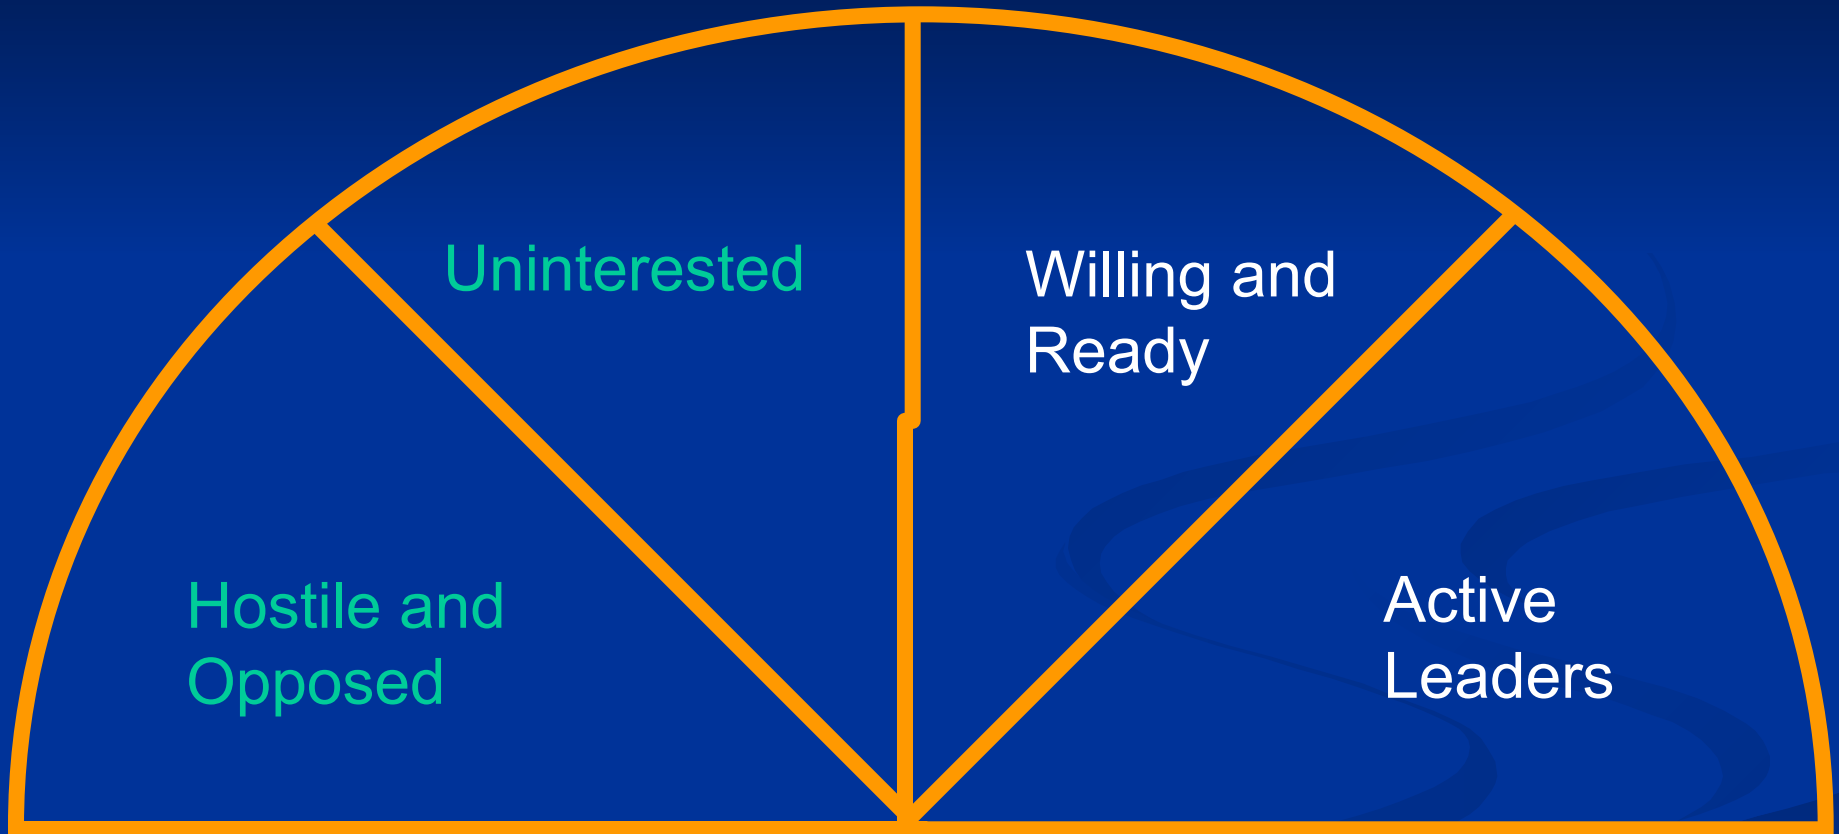 Uninterested
Willing and
Ready
Hostile and
Opposed
Active
Leaders